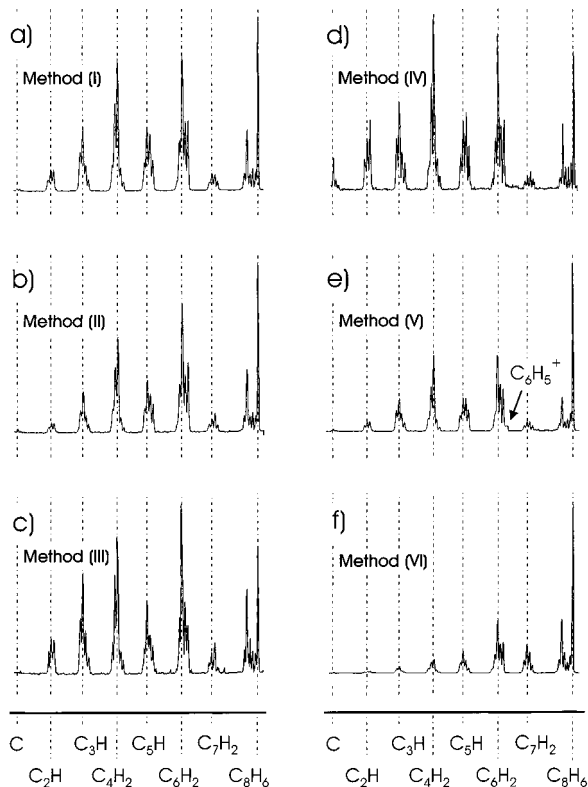 a)
Method (I)
d)
Method (IV)
b)
Method (II)
e)
Method (V)
C₆H₅⁺
c)
Method (III)
f)
Method (VI)
C C₃H C₅H C₇H₂
C₂H C₄H₂ C₆H₂ C₈H₆
C C₃H C₅H C₇H₂
C₂H C₄H₂ C₆H₂ C₈H₆